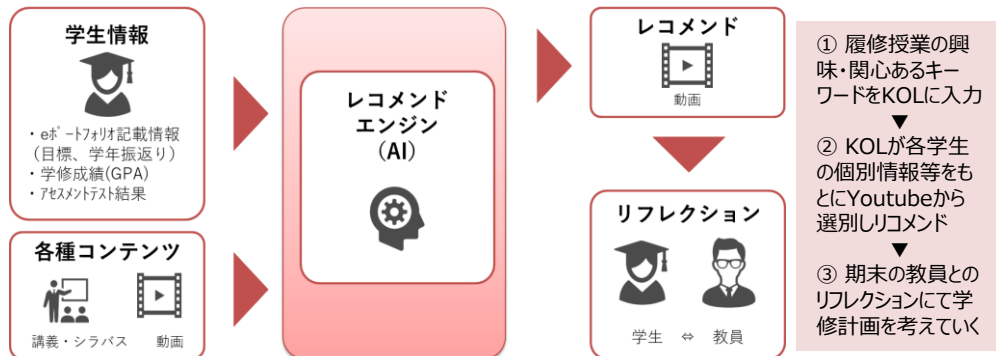 学生情報
・eﾎﾟｰﾄﾌｫﾘｵ記載情報
(目標、学年振返り)
・学修成績(GPA)
・ｱｾｽﾒﾝﾄﾃｽﾄ結果
各種コンテンツ
講義・シラバス 動画
レコメンド
エンジン
（AI）
レコメンド
動画
リフレクション
学生 ⇔ 教員
① 履修授業の興
味・関心あるキー
ワードをKOLに入力
▼
② KOLが各学生
の個別情報等をも
とにYoutubeから
選別しリコメンド
▼
③ 期末の教員との
リフレクションにて学
修計画を考えていく